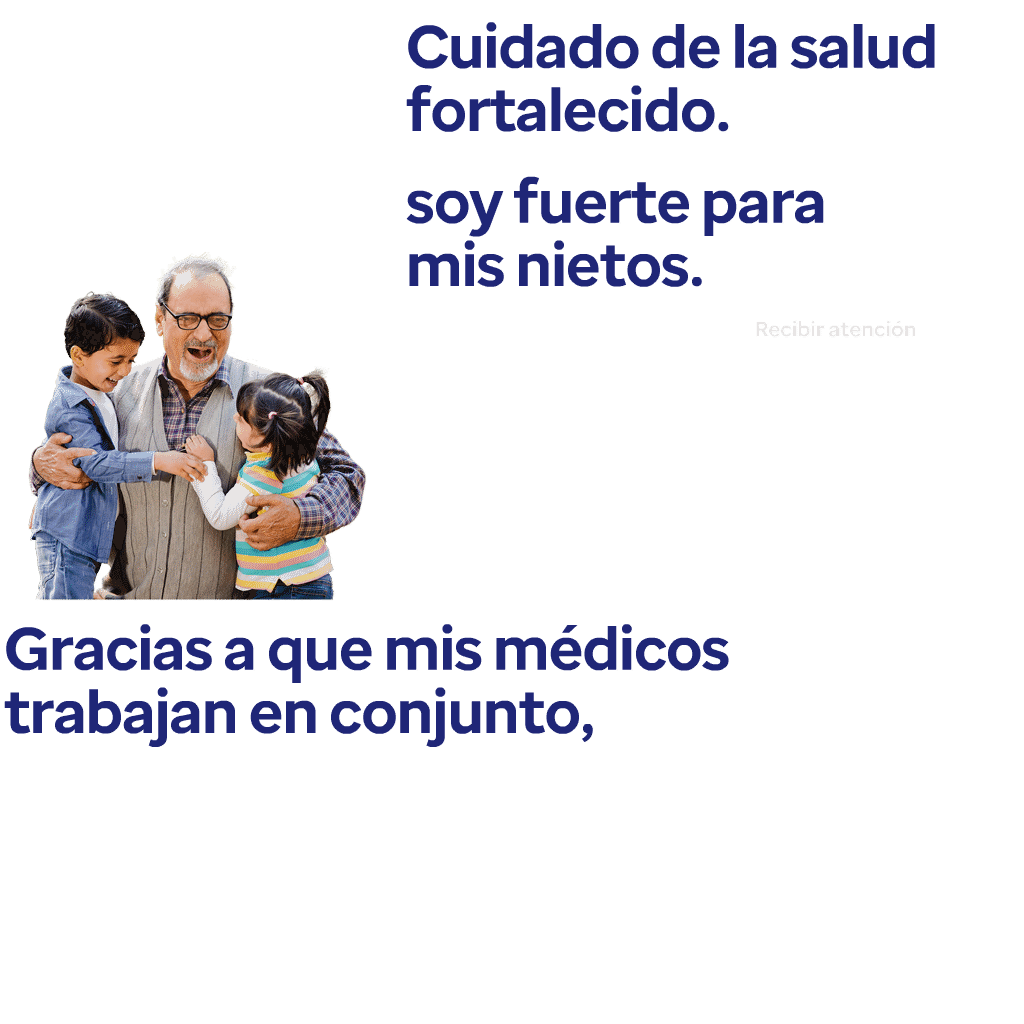 Cuidado de la salud
fortalecido.
soy fuerte para
mis nietos.
Recibir atención
Gracias a que mis médicos
trabajan en conjunto,